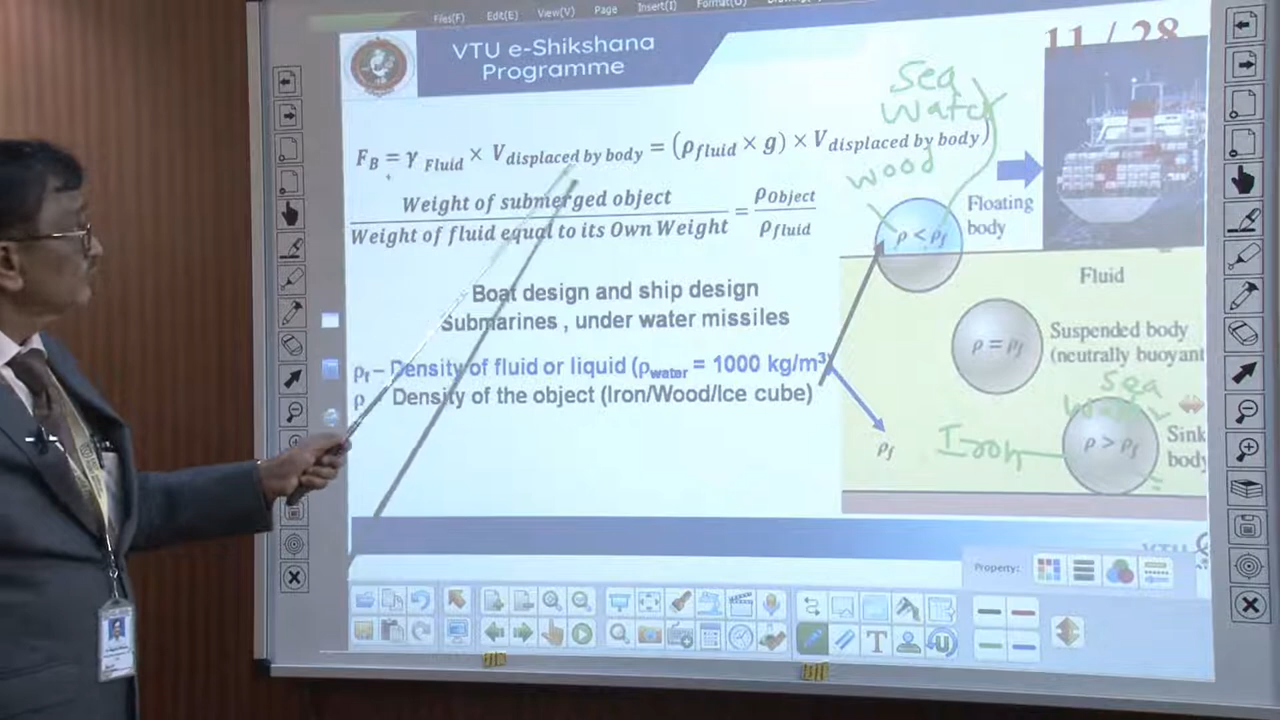 Files(F) Edit(E) View(V) Page Insert(I) Format(O)
11 / 28
VTU e-Shikshana
Programme
Sea
Water
F_B = γ_Fluid × V_displaced by body = (ρ_fluid × g) × V_displaced by body)
wood
Weight of submerged object / Weight of fluid equal to its Own Weight = ρ_Object / ρ_fluid
Floating
body
ρ < ρ_f
Fluid
Boat design and ship design
Submarines , under water missiles
Suspended body
(neutrally buoyant
ρ = ρ_f
ρ_f – Density of fluid or liquid (ρ_water = 1000 kg/m³)
ρ Density of the object (Iron/Wood/Ice cube)
Sea
Water
Iron
ρ > ρ_f
Sink
body
ρ_f
VTU
Property: